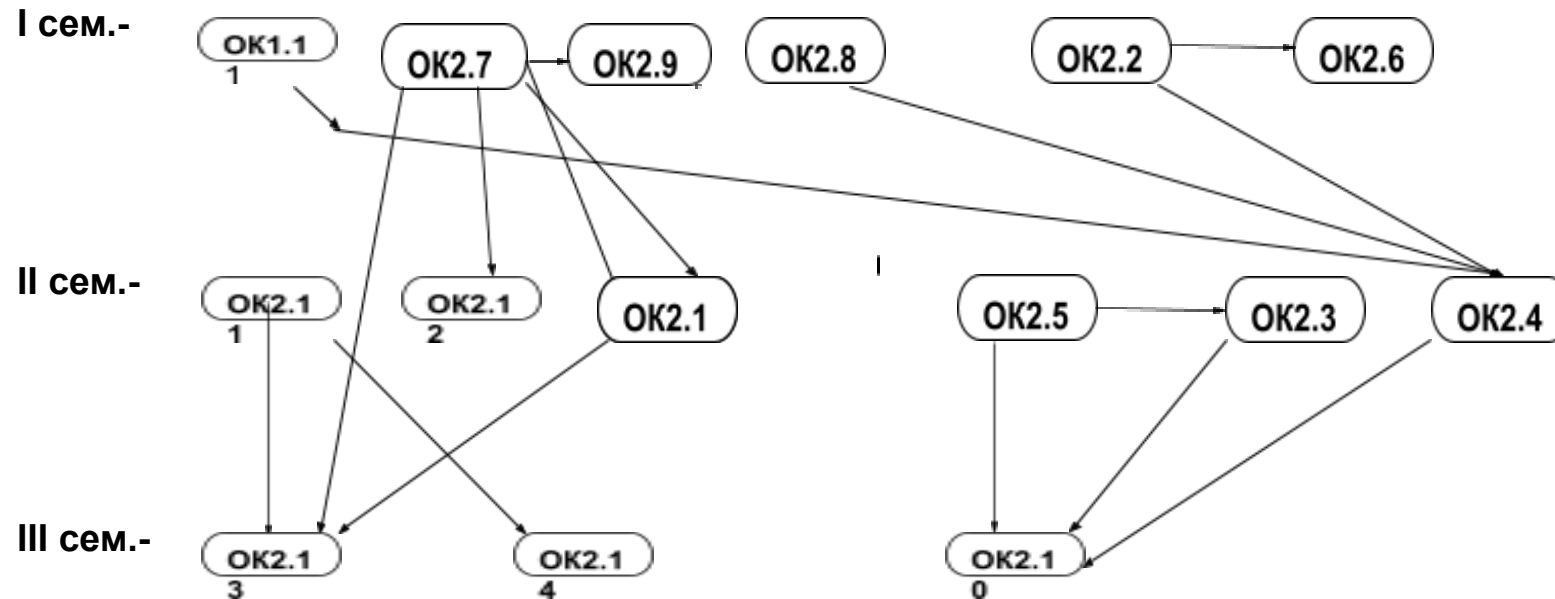 I сем.- ОК1.1 ОК2.7 ОК2.9 ОК2.8 ОК2.2 ОК2.6
1
II сем.- ОК2.1 ОК2.1 ОК2.1 ОК2.5 ОК2.3 ОК2.4
1 2
III сем.- ОК2.1 ОК2.1 ОК2.1
3 4 0